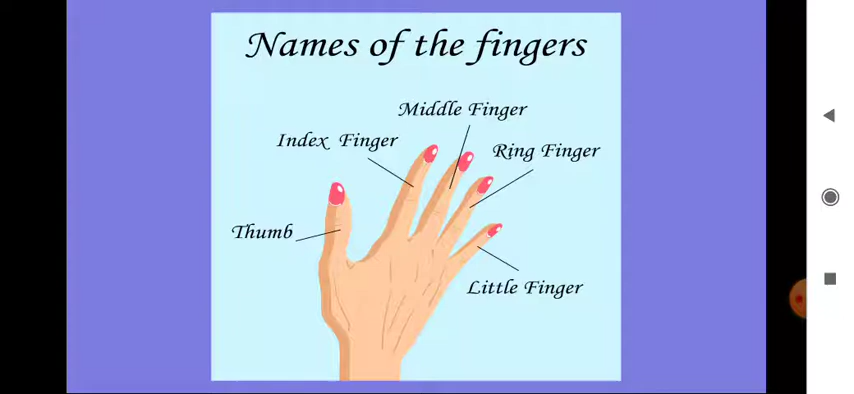 Names of the fingers
Middle Finger
Index Finger
Ring Finger
Thumb
Little Finger